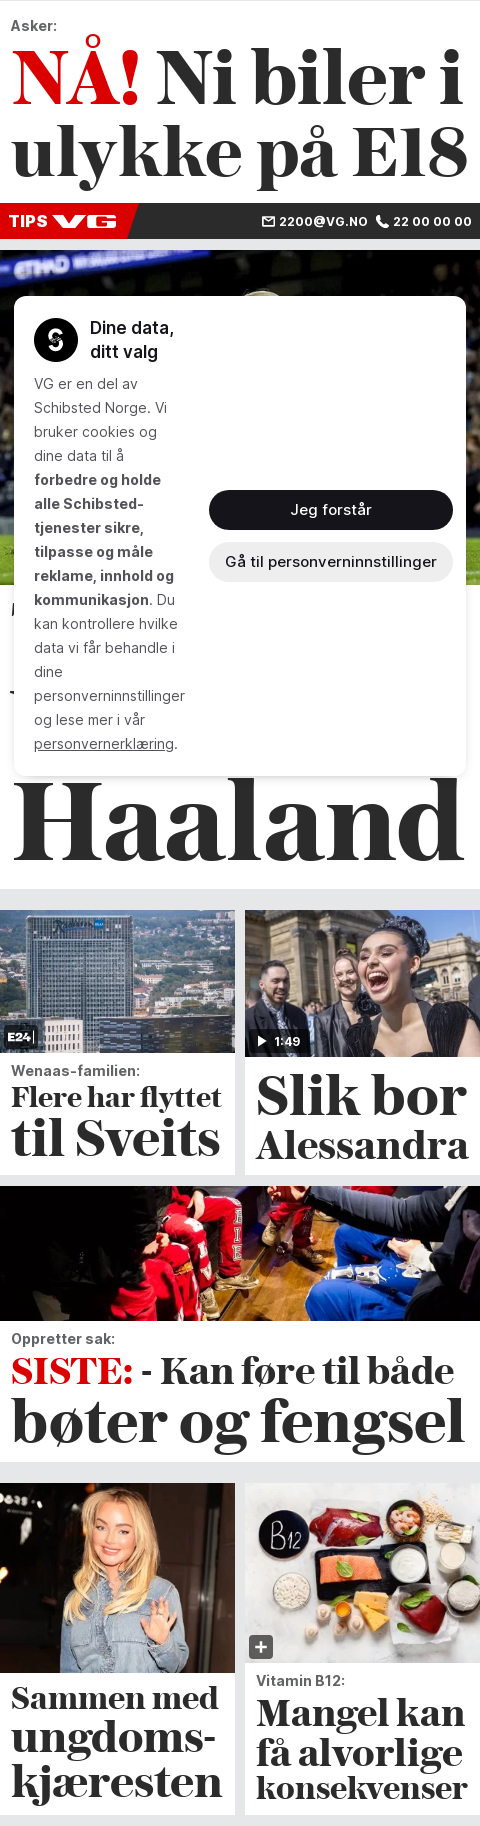 Asker:
NÅ! Ni biler i
ulykke på E18
TIPS VG
2200@VG.NO 22 00 00 00
ETIHAD
Dine data,
ditt valg
VG er en del av
Schibsted Norge. Vi
bruker cookies og
dine data til å
forbedre og holde
alle Schibsted-
tjenester sikre,
tilpasse og måle
reklame, innhold og
kommunikasjon. Du
kan kontrollere hvilke
data vi får behandle i
dine
personverninnstillinger
og lese mer i vår
personvernerklæring.
Jeg forstår
Gå til personverninnstillinger
Haaland
E24
Wenaas-familien:
Flere har flyttet
til Sveits
1:49
Slik bor
Alessandra
Oppretter sak:
SISTE: - Kan føre til både
bøter og fengsel
Sammen med
ungdoms-
kjæresten
B12
Vitamin B12:
Mangel kan
få alvorlige
konsekvenser